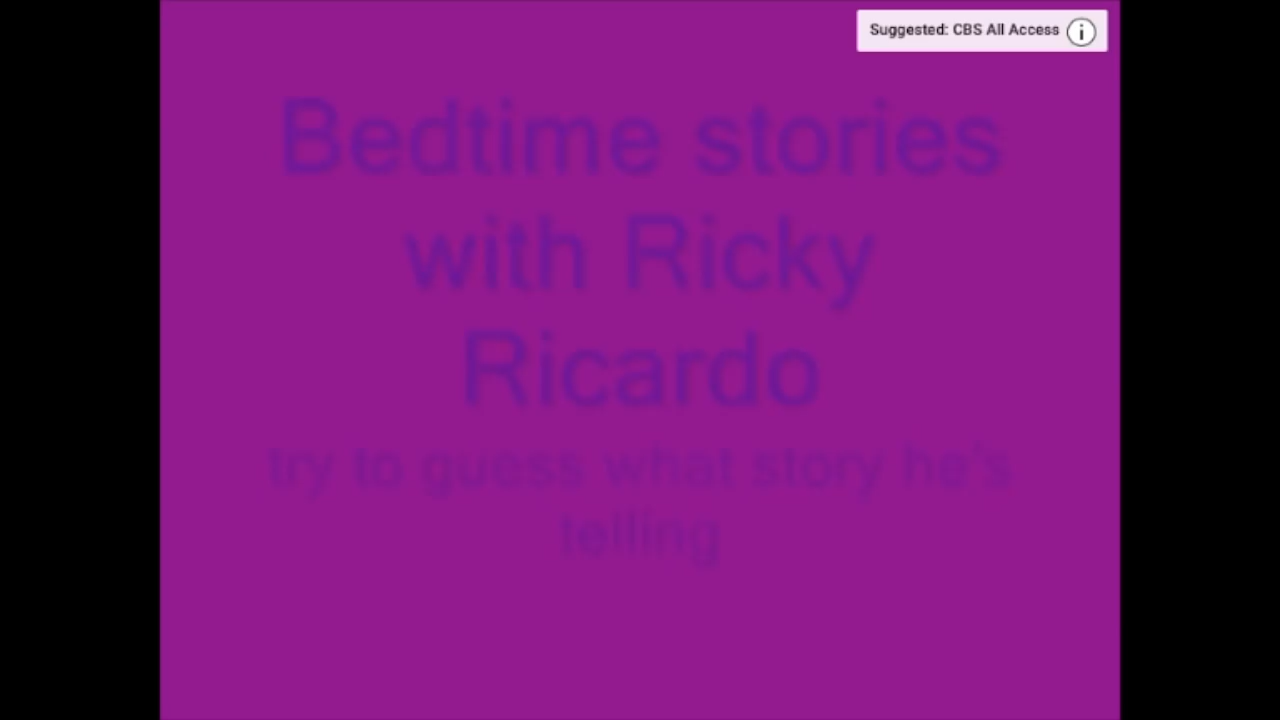 Suggested: CBS All Access
Bedtime stories
with Ricky
Ricardo
try to guess what story he's
telling